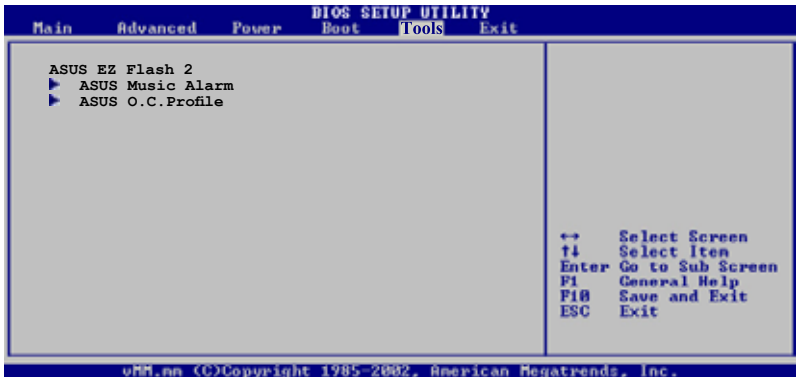 BIOS SETUP UTILITY
Main Advanced Power Boot Tools Exit
ASUS EZ Flash 2
ASUS Music Alarm
ASUS O.C.Profile
↔ Select Screen
↑↓ Select Item
Enter Go to Sub Screen
F1 General Help
F10 Save and Exit
ESC Exit
vMM.mm (C)Copyright 1985-2002, American Megatrends, Inc.